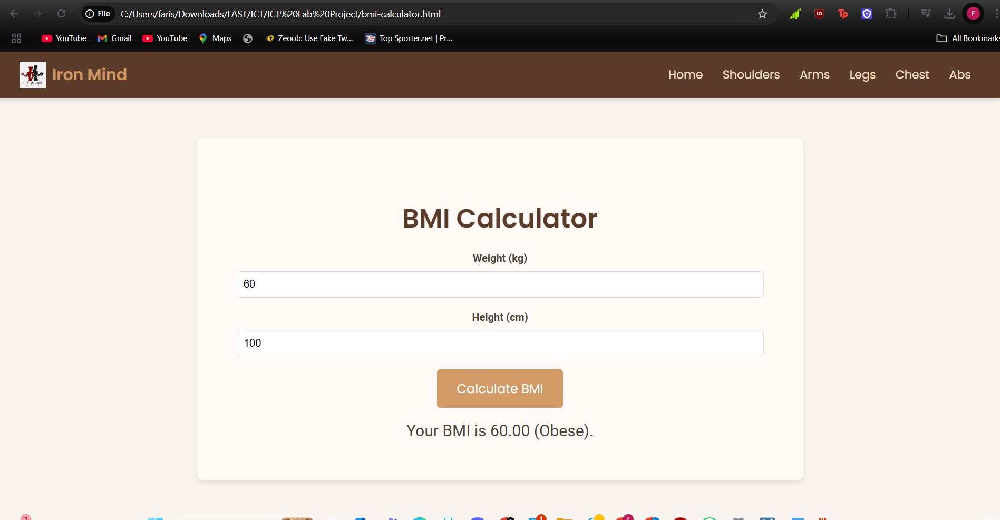 File C:/Users/faris/Downloads/FAST/ICT/ICT%20Lab%20Project/bmi-calculator.html F
YouTube Gmail YouTube Maps Zeoob: Use Fake Tw... Top Sporter.net | Pr... All Bookmarks
Iron Mind Home Shoulders Arms Legs Chest Abs
BMI Calculator
Weight (kg)
60
Height (cm)
100
Calculate BMI
Your BMI is 60.00 (Obese).